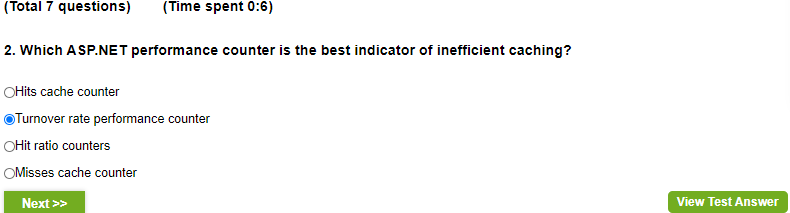 (Total 7 questions) (Time spent 0:6)
2. Which ASP.NET performance counter is the best indicator of inefficient caching?
Hits cache counter
Turnover rate performance counter
Hit ratio counters
Misses cache counter
Next >> View Test Answer